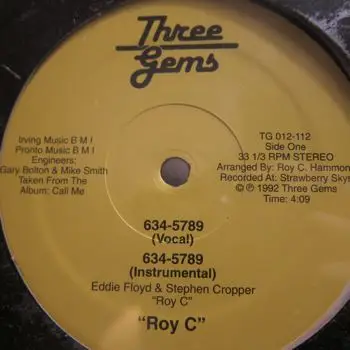 Three
Gems
Irving Music B M I
Pronto Music B M I
Engineers:
Gary Bolton & Mike Smith
Taken From The
Album: Call Me
TG 012-112
Side One
33 1/3 RPM STEREO
Arranged By: Roy C. Hammon
Recorded At: Strawberry Sky
© ℗ 1992 Three Gems
Time: 4:09
634-5789
(Vocal)
634-5789
(Instrumental)
Eddie Floyd & Stephen Cropper
"Roy C"
"Roy C"